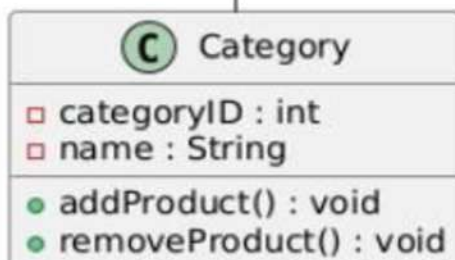 C Category
categoryID : int
name : String
addProduct() : void
removeProduct() : void